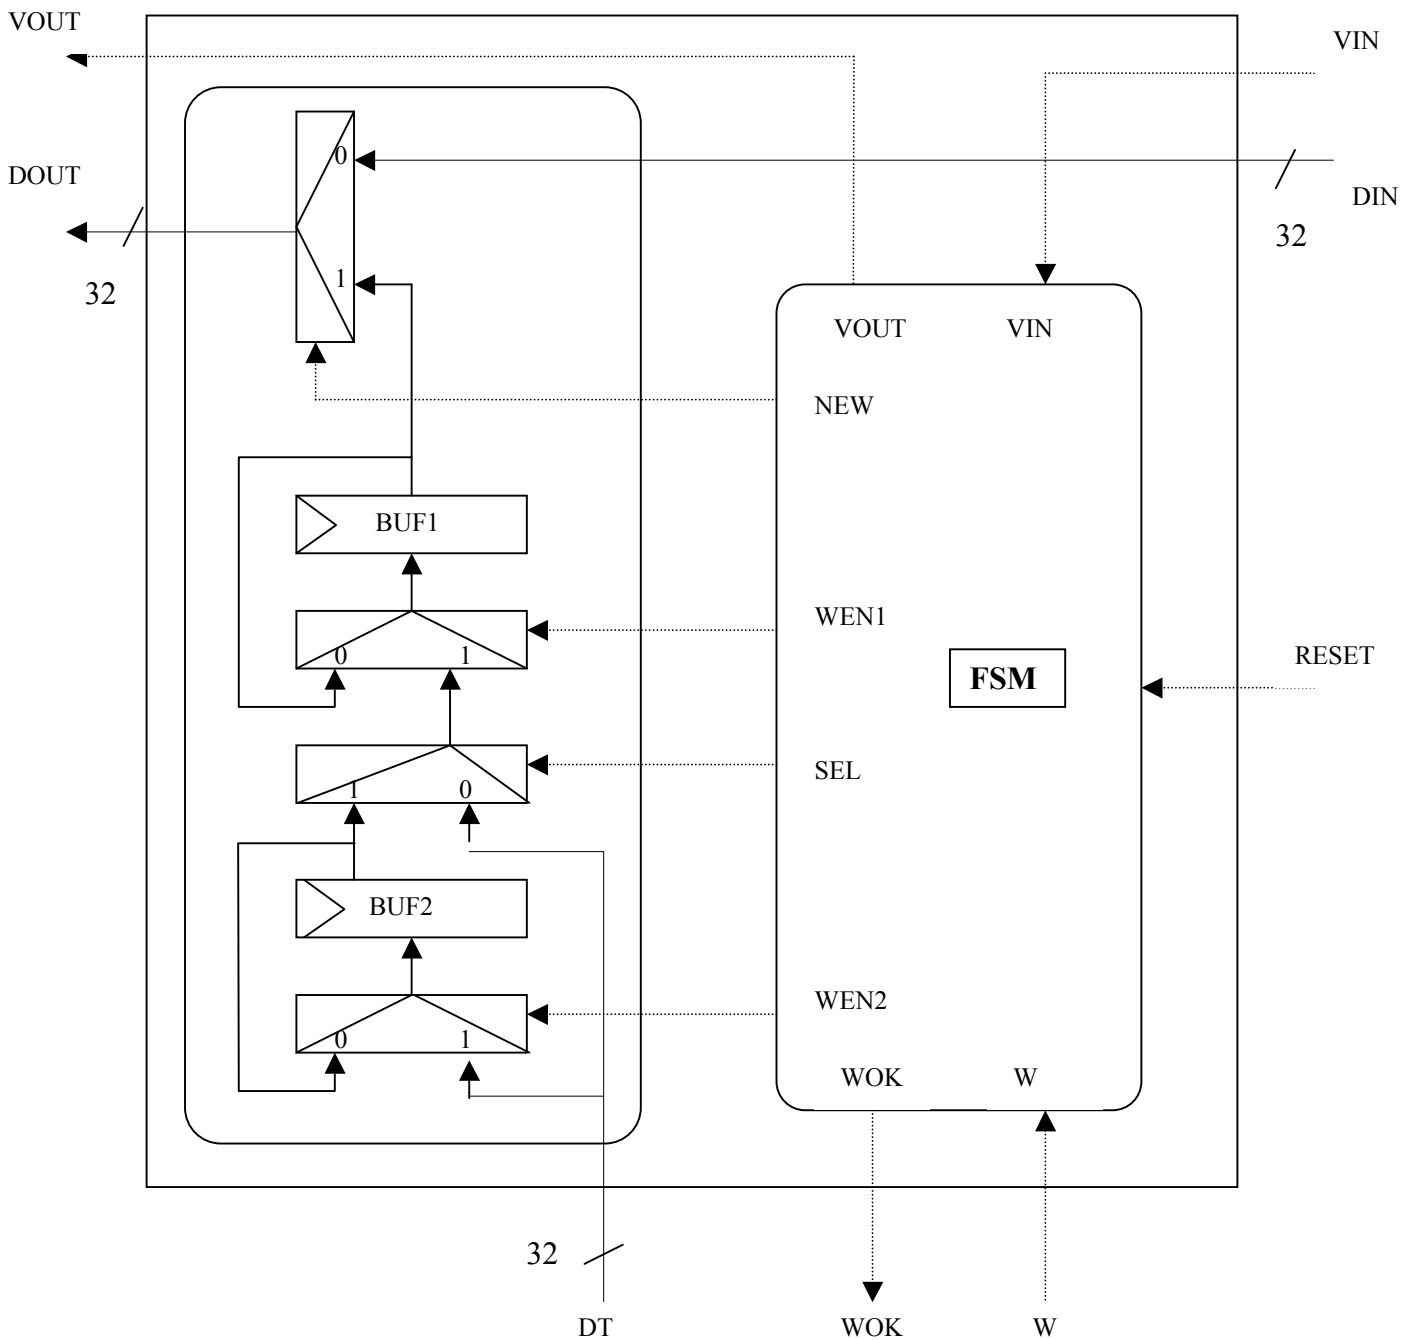 VOUT
VIN
0
DOUT
DIN
32
1
32
VOUT VIN
NEW
BUF1
WEN1
0 1
RESET
FSM
SEL
1 0
BUF2
WEN2
0 1
WOK W
32
DT WOK W